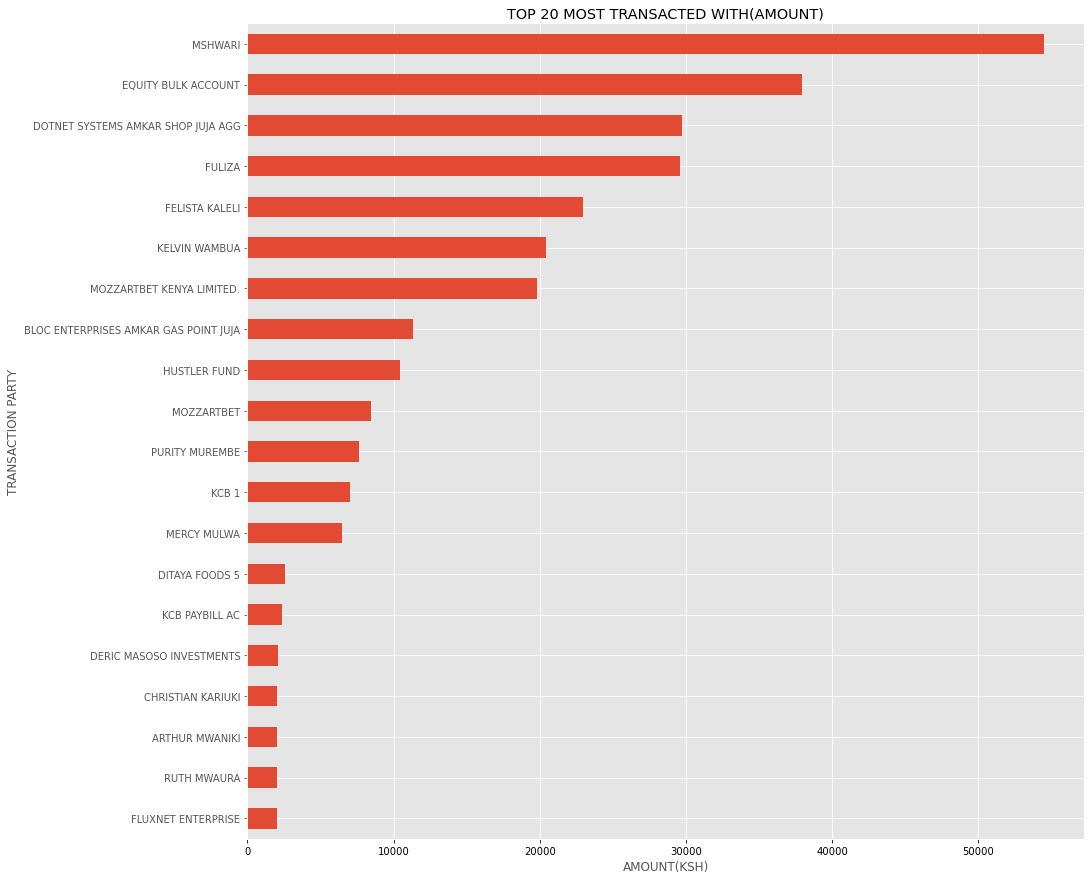 TOP 20 MOST TRANSACTED WITH(AMOUNT)
TRANSACTION PARTY
MSHWARI
EQUITY BULK ACCOUNT
DOTNET SYSTEMS AMKAR SHOP JUJA AGG
FULIZA
FELISTA KALELI
KELVIN WAMBUA
MOZZARTBET KENYA LIMITED.
BLOC ENTERPRISES AMKAR GAS POINT JUJA
HUSTLER FUND
MOZZARTBET
PURITY MUREMBE
KCB 1
MERCY MULWA
DITAYA FOODS 5
KCB PAYBILL AC
DERIC MASOSO INVESTMENTS
CHRISTIAN KARIUKI
ARTHUR MWANIKI
RUTH MWAURA
FLUXNET ENTERPRISE
0 10000 20000 30000 40000 50000
AMOUNT(KSH)